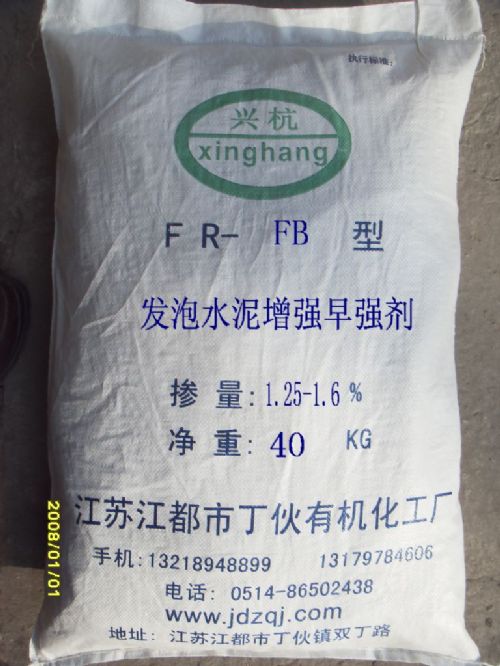 执行标准:
兴杭
xinghang
FR- FB 型
发泡水泥增强早强剂
掺量:1.25-1.6 %
净重: 40 KG
江苏江都市丁伙有机化工厂
手机:13218948899 13179784606
电话: 0514-86502438
www.jdzqj.com
地址: 江苏江都市丁伙镇双丁路
2008/01/01